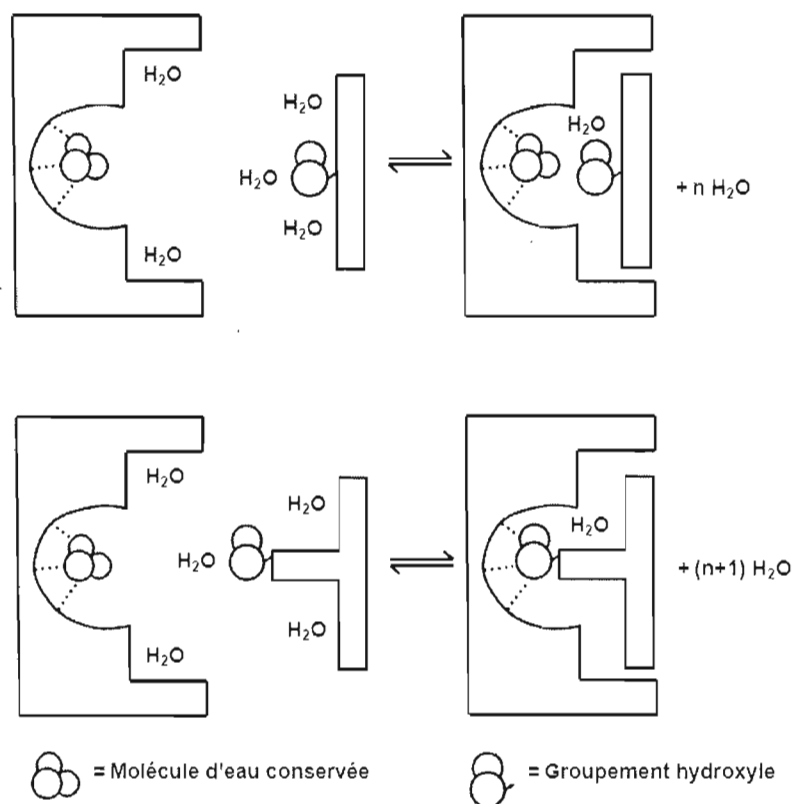 H₂O
H₂O
H₂O
H₂O
H₂O
H₂O
+ n H₂O
H₂O
H₂O
H₂O
H₂O
H₂O
H₂O
+ (n+1) H₂O
= Molécule d'eau conservée
= Groupement hydroxyle